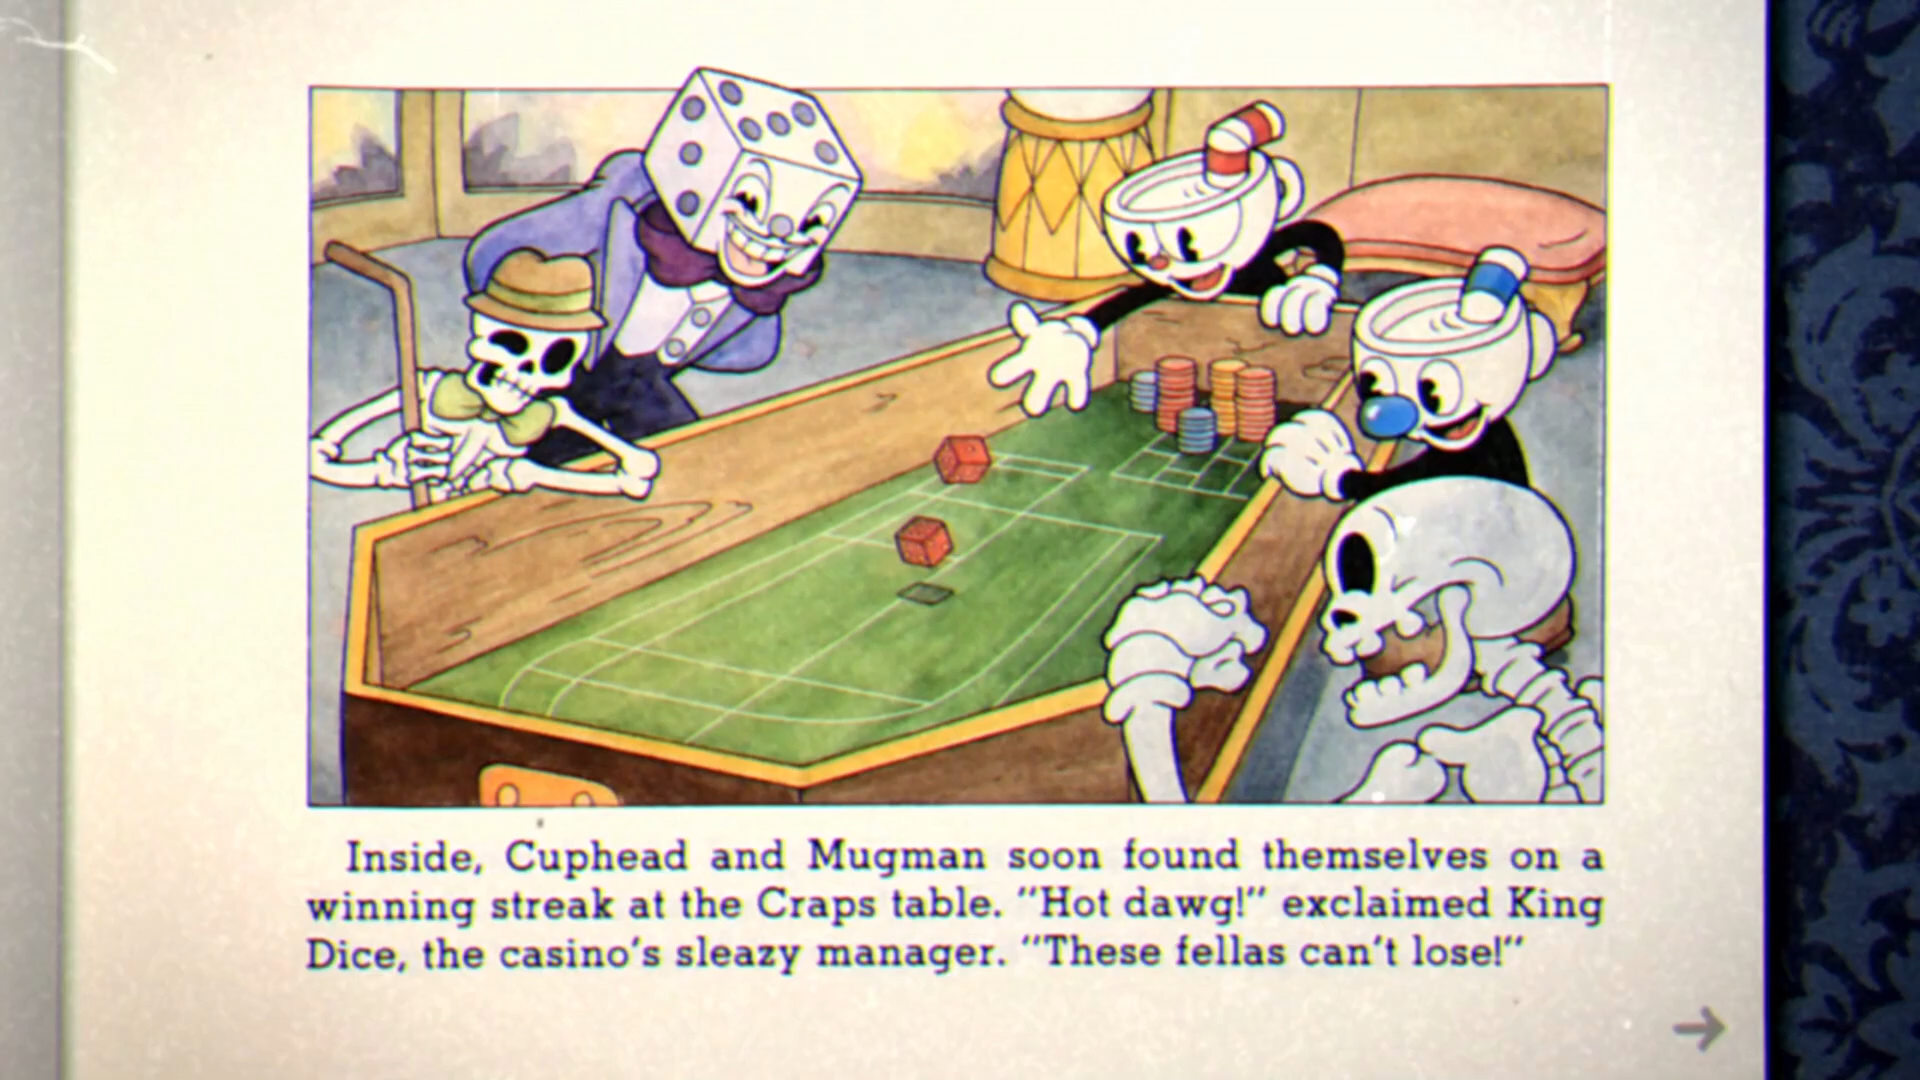 Inside, Cuphead and Mugman soon found themselves on a
winning streak at the Craps table. "Hot dawg!" exclaimed King
Dice, the casino's sleazy manager. "These fellas can't lose!"